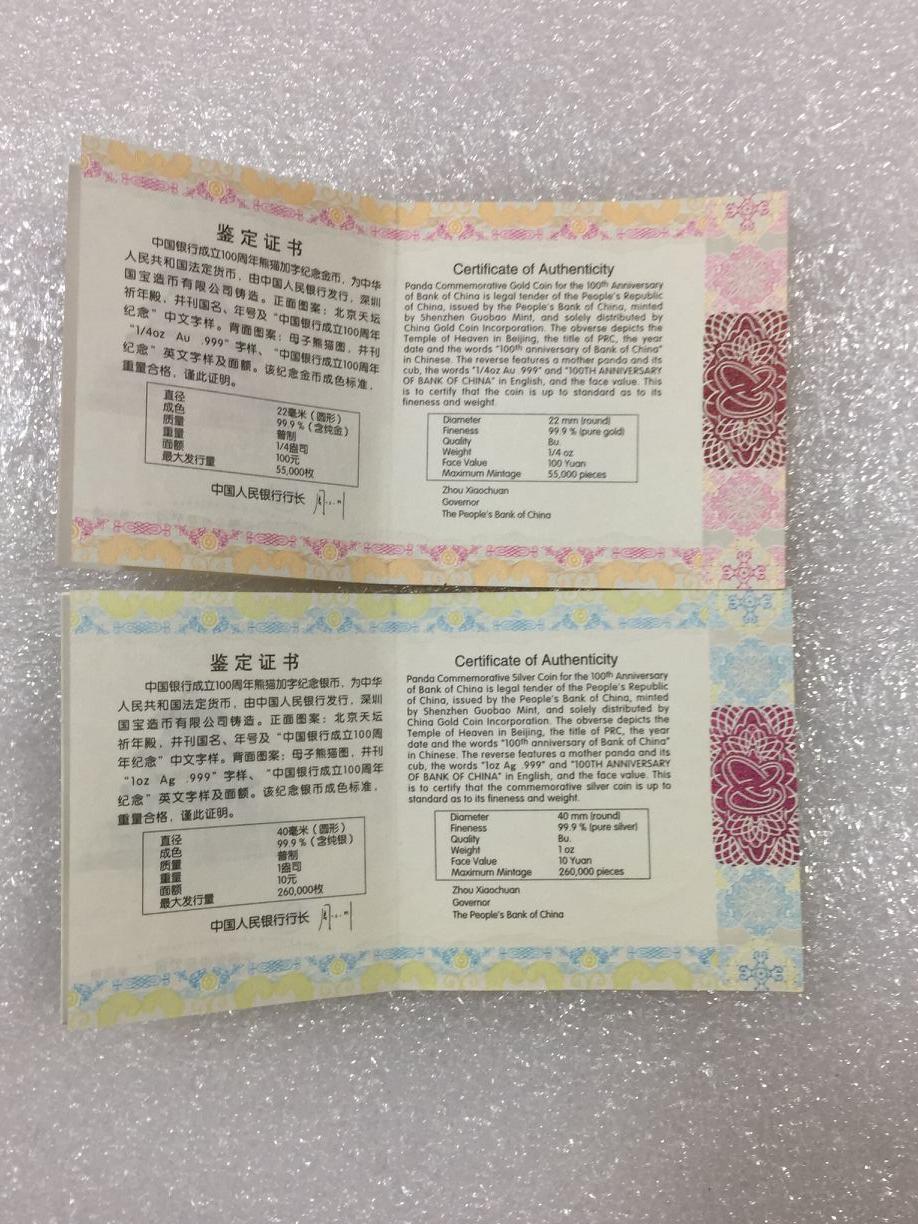 鉴定证书
中国银行成立100周年熊猫加字纪念金币，为中华
人民共和国法定货币，由中国人民银行发行，深圳
国宝造币有限公司铸造。正面图案：北京天坛
祈年殿，并刊国名、年号及“中国银行成立100周年
纪念”中文字样。背面图案：母子熊猫图，并刊
“1/4oz Au .999”字样、“中国银行成立100周年
纪念”英文字样及面额。该纪念金币成色标准，
重量合格，谨此证明。
直径 22毫米（圆形）
成色 99.9％（含纯金）
质量 普制
重量 1/4盎司
面额 100元
最大发行量 55,000枚
中国人民银行行长
Certificate of Authenticity
Panda Commemorative Gold Coin for the 100th Anniversary
of Bank of China is legal tender of the People's Republic
of China, issued by the People's Bank of China, minted
by Shenzhen Guobao Mint, and solely distributed by
China Gold Coin Incorporation. The obverse depicts the
Temple of Heaven in Beijing, the title of PRC, the year
date and the words "100th anniversary of Bank of China"
in Chinese. The reverse features a mother panda and its
cub, the words "1/4oz Au .999" and "100TH ANNIVERSARY
OF BANK OF CHINA" in English, and the face value. This
is to certify that the coin is up to standard as to its
fineness and weight.
Diameter 22 mm (round)
Fineness 99.9 % (pure gold)
Quality Bu.
Weight 1/4 oz
Face Value 100 Yuan
Maximum Mintage 55,000 pieces
Zhou Xiaochuan
Governor
The People's Bank of China
鉴定证书
中国银行成立100周年熊猫加字纪念银币，为中华
人民共和国法定货币，由中国人民银行发行，深圳
国宝造币有限公司铸造。正面图案：北京天坛
祈年殿，并刊国名、年号及“中国银行成立100周
年纪念”中文字样。背面图案：母子熊猫图，并刊
“1oz Ag .999”字样、“中国银行成立100周年
纪念”英文字样及面额。该纪念银币成色标准，
重量合格，谨此证明。
直径 40毫米（圆形）
成色 99.9％（含纯银）
质量 普制
重量 1盎司
面额 10元
最大发行量 260,000枚
中国人民银行行长
Certificate of Authenticity
Panda Commemorative Silver Coin for the 100th Anniversary
of Bank of China is legal tender of the People's Republic
of China, issued by the People's Bank of China, minted
by Shenzhen Guobao Mint, and solely distributed by
China Gold Coin Incorporation. The obverse depicts the
Temple of Heaven in Beijing, the title of PRC, the year
date and the words "100th anniversary of Bank of China"
in Chinese. The reverse features a mother panda and its
cub, the words "1oz Ag .999" and "100TH ANNIVERSARY
OF BANK OF CHINA" in English, and the face value. This
is to certify that the commemorative silver coin is up to
standard as to its fineness and weight.
Diameter 40 mm (round)
Fineness 99.9 % (pure silver)
Quality Bu.
Weight 1 oz
Face Value 10 Yuan
Maximum Mintage 260,000 pieces
Zhou Xiaochuan
Governor
The People's Bank of China